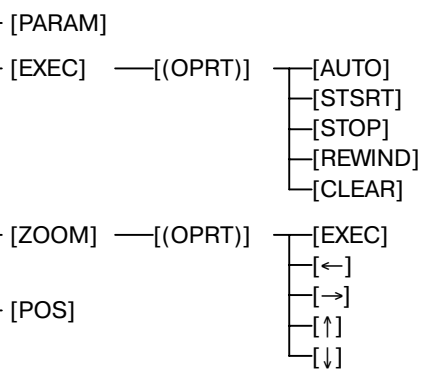 [PARAM]
[EXEC] [(OPRT)] [AUTO]
[STSRT]
[STOP]
[REWIND]
[CLEAR]
[ZOOM] [(OPRT)] [EXEC]
[←]
[→]
[POS] [↑]
[↓]